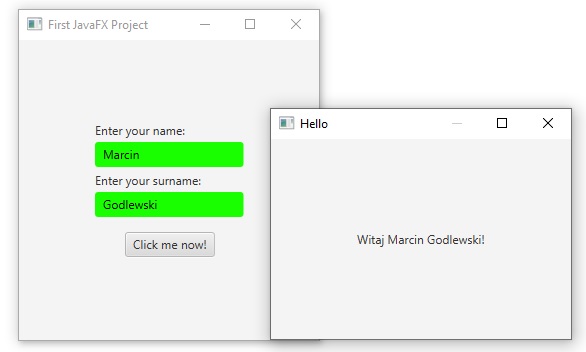 First JavaFX Project
Enter your name:
Marcin
Enter your surname:
Godlewski
Click me now!
Hello
Witaj Marcin Godlewski!